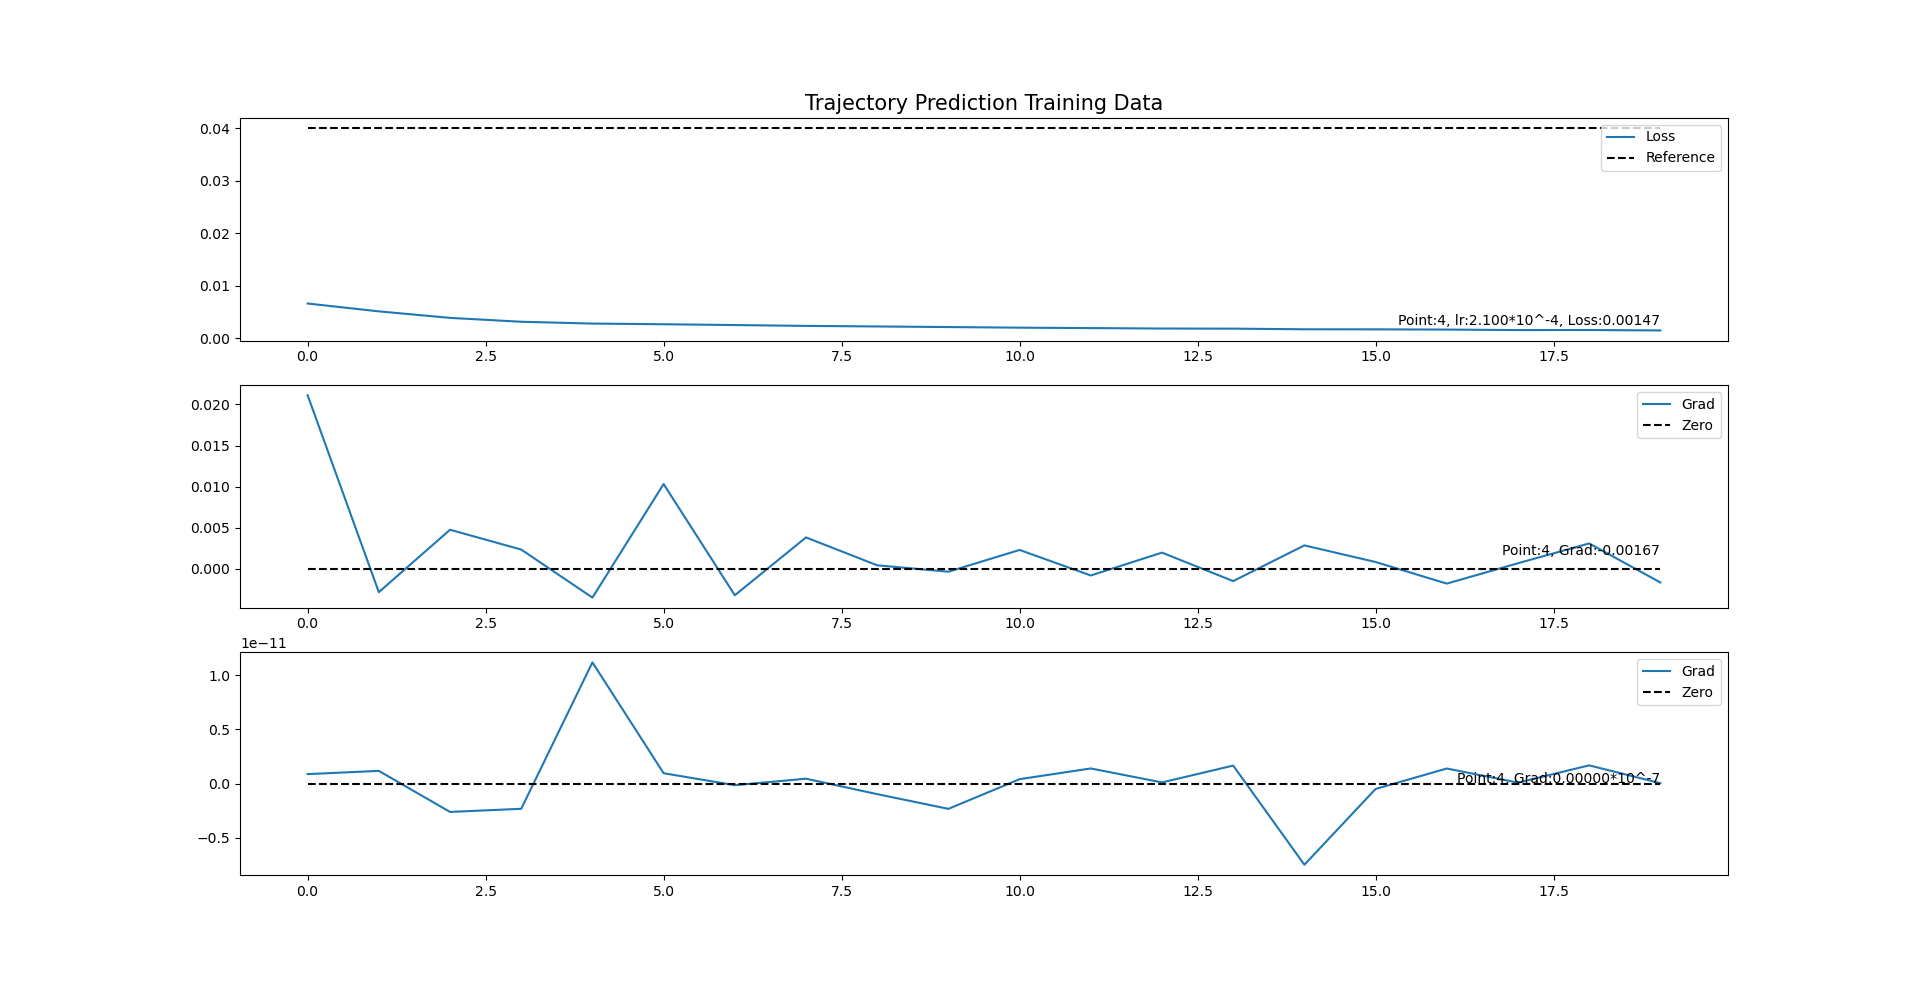 Trajectory Prediction Training Data
0.04
0.03
0.02
0.01
0.00
Loss
Reference
Point:4, lr:2.100*10^-4, Loss:0.00147
0.0 2.5 5.0 7.5 10.0 12.5 15.0 17.5
0.020
0.015
0.010
0.005
0.000
Grad
Zero
Point:4, Grad:-0.00167
0.0 2.5 5.0 7.5 10.0 12.5 15.0 17.5
1e−11
1.0
0.5
0.0
−0.5
Grad
Zero
Point:4, Grad:0.00000*10^-7
0.0 2.5 5.0 7.5 10.0 12.5 15.0 17.5